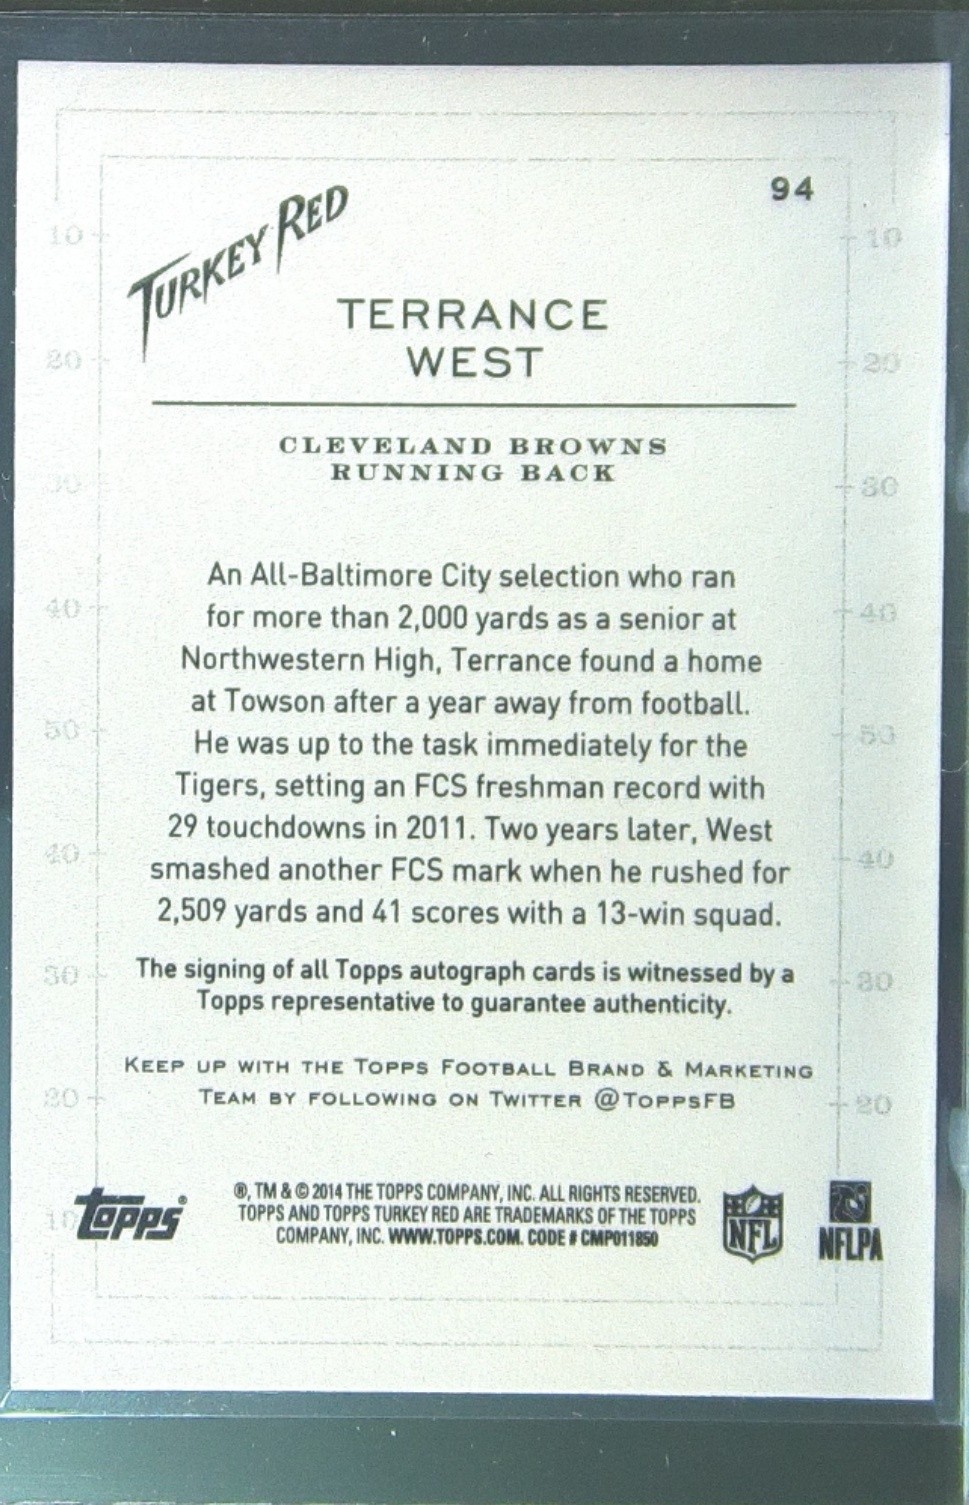 94
TURKEY RED
TERRANCE
WEST
CLEVELAND BROWNS
RUNNING BACK
An All-Baltimore City selection who ran
for more than 2,000 yards as a senior at
Northwestern High, Terrance found a home
at Towson after a year away from football.
He was up to the task immediately for the
Tigers, setting an FCS freshman record with
29 touchdowns in 2011. Two years later, West
smashed another FCS mark when he rushed for
2,509 yards and 41 scores with a 13-win squad.
The signing of all Topps autograph cards is witnessed by a
Topps representative to guarantee authenticity.
KEEP UP WITH THE TOPPS FOOTBALL BRAND & MARKETING
TEAM BY FOLLOWING ON TWITTER @TOPPSFB
topps®
®, TM & © 2014 THE TOPPS COMPANY, INC. ALL RIGHTS RESERVED.
TOPPS AND TOPPS TURKEY RED ARE TRADEMARKS OF THE TOPPS
COMPANY, INC. WWW.TOPPS.COM. CODE # CMP011850
NFL
NFLPA
10
20
30
40
50
40
30
20
10
10
20
30
40
50
40
30
20